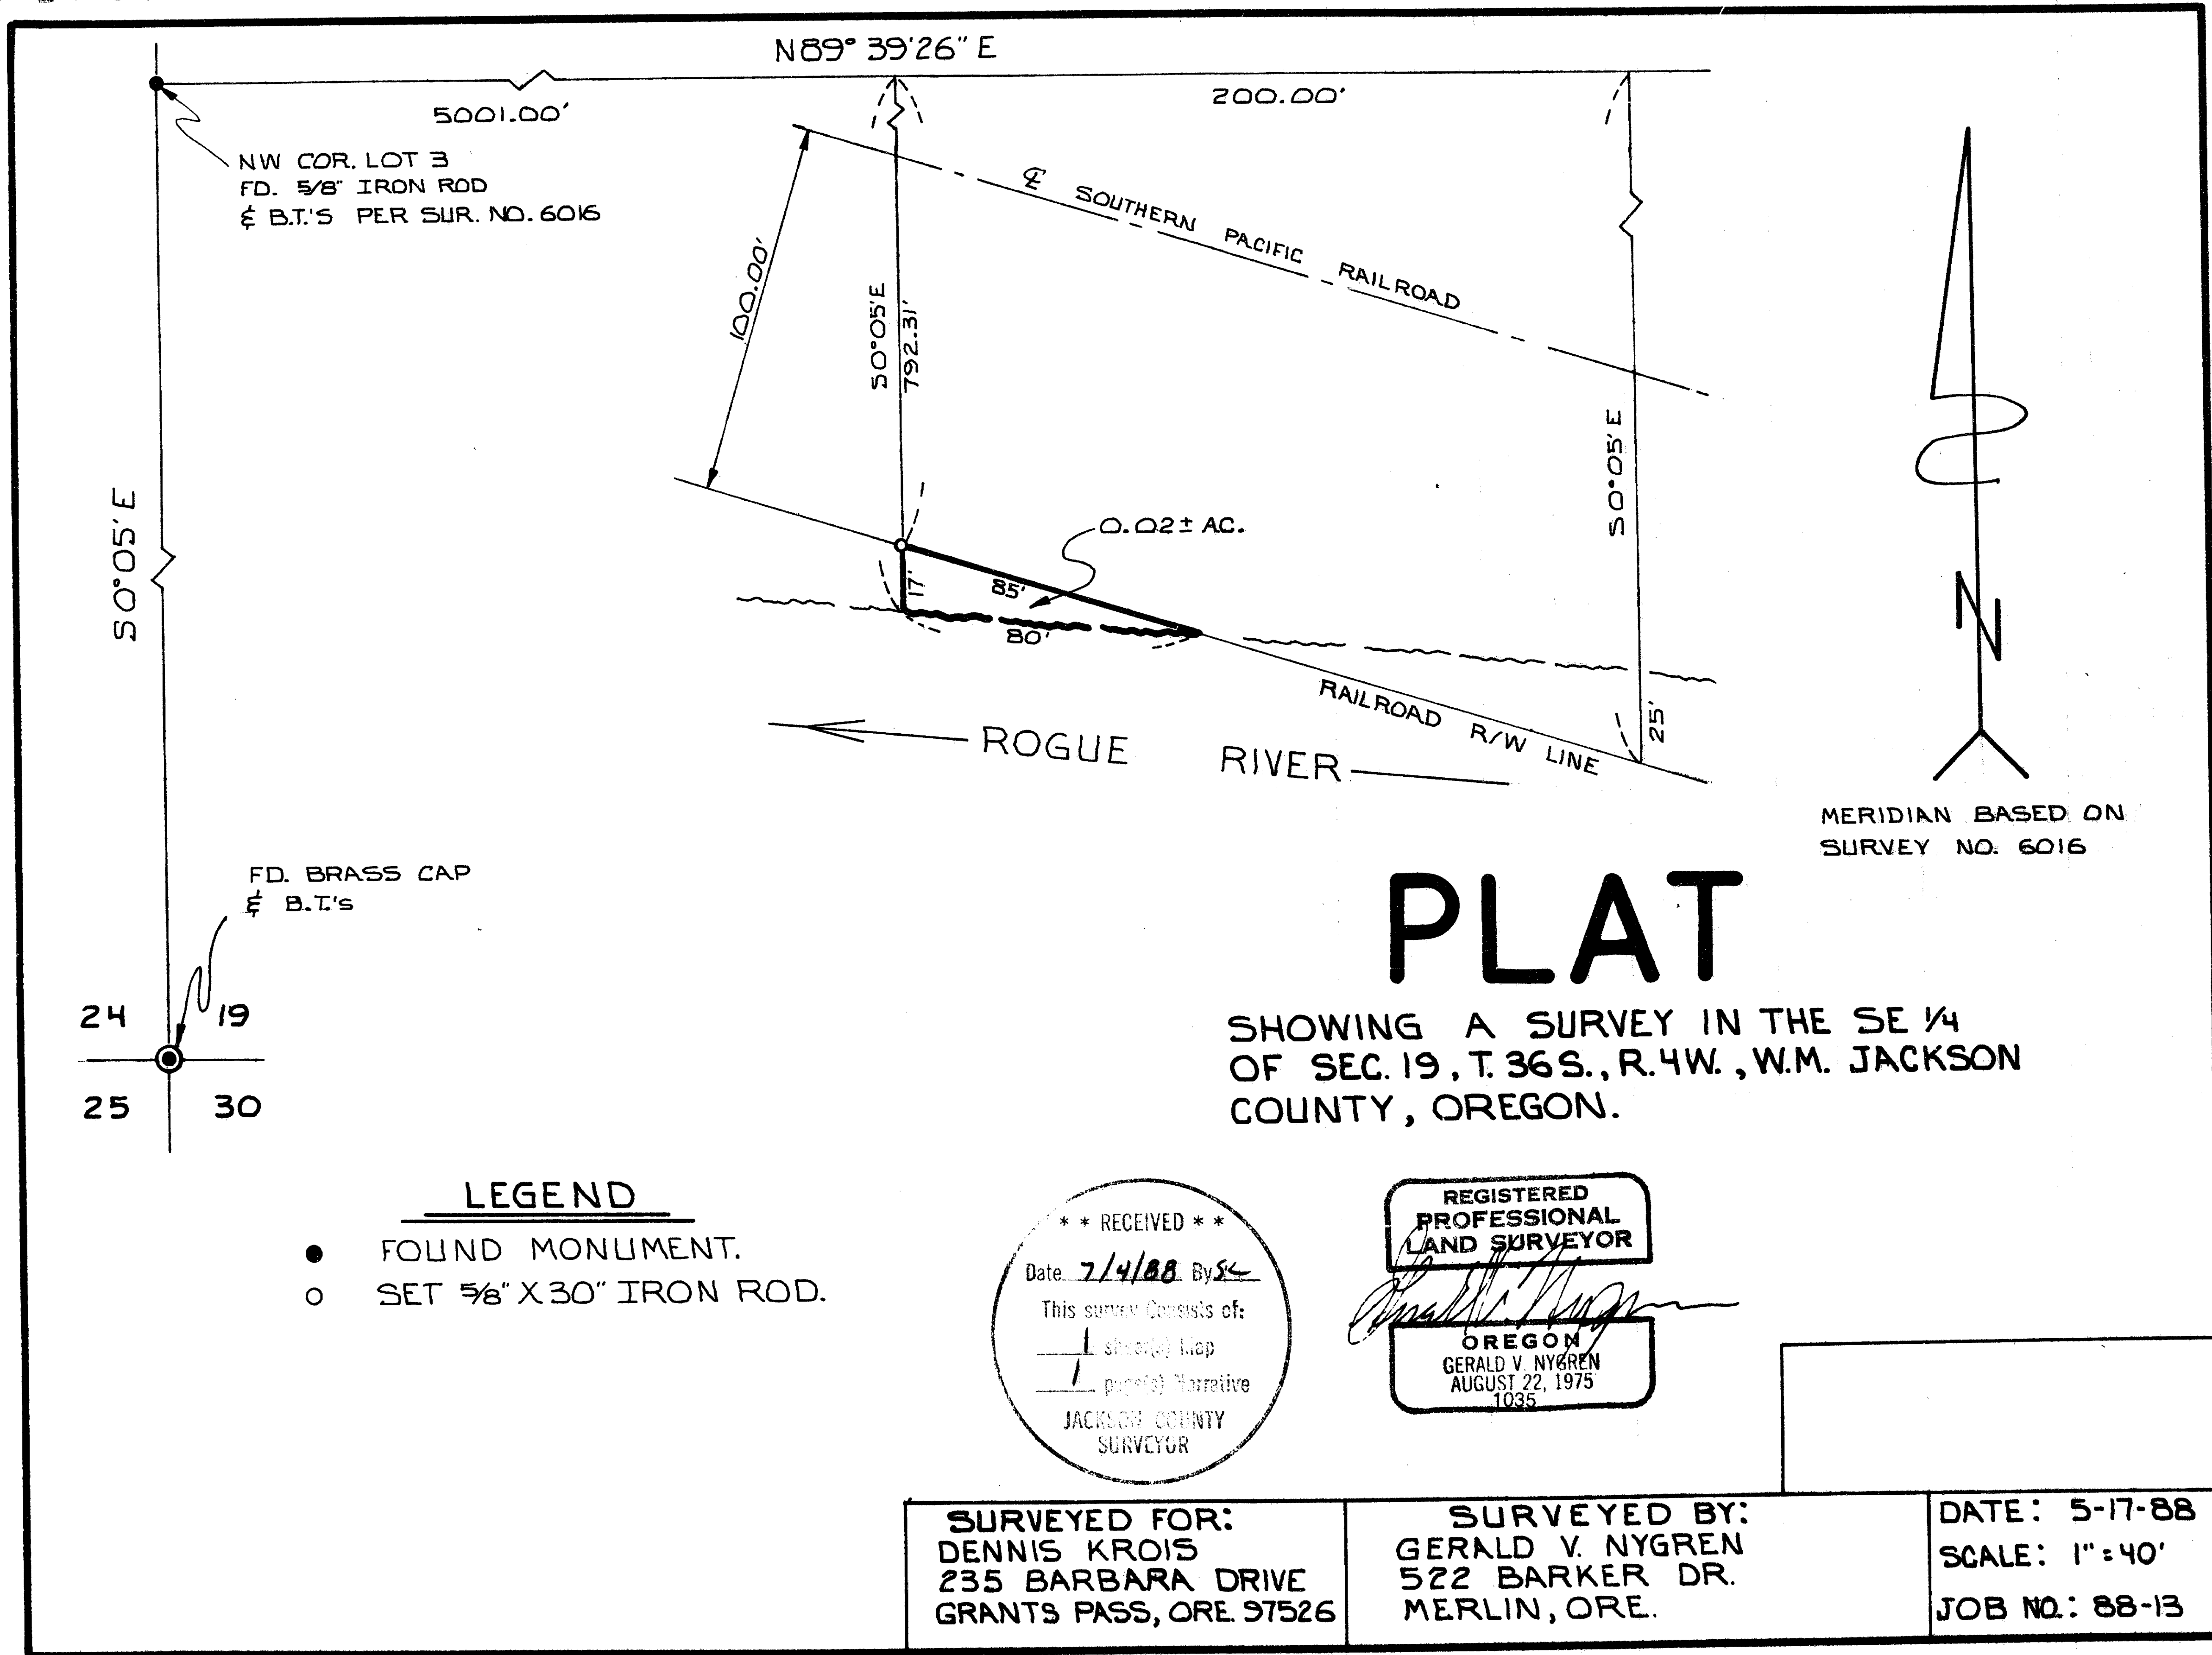 N89° 39'26" E
5001.00'
200.00'
NW COR. LOT 3
FD. 5/8" IRON ROD
& B.T.'S PER SUR. NO. 6016
℄ SOUTHERN PACIFIC RAILROAD
100.00'
S0°05'E
792.31'
S0°05'E
S0°05'E
0.02± AC.
17'
85'
80'
RAILROAD R/W LINE
25'
ROGUE RIVER
N
MERIDIAN BASED ON
SURVEY NO. 6016
FD. BRASS CAP
& B.T.'s
24 19
25 30
PLAT
SHOWING A SURVEY IN THE SE 1/4
OF SEC. 19, T. 36 S., R. 4W., W.M. JACKSON
COUNTY, OREGON.
LEGEND
FOUND MONUMENT.
SET 5/8" X 30" IRON ROD.
* * RECEIVED * *
Date 7/4/88 By SC
This survey Consists of:
1 sheet(s) Map
1 page(s) Narrative
JACKSON COUNTY
SURVEYOR
REGISTERED
PROFESSIONAL
LAND SURVEYOR
OREGON
GERALD V. NYGREN
AUGUST 22, 1975
1035
SURVEYED FOR:
DENNIS KROIS
235 BARBARA DRIVE
GRANTS PASS, ORE. 97526
SURVEYED BY:
GERALD V. NYGREN
522 BARKER DR.
MERLIN, ORE.
DATE: 5-17-88
SCALE: 1" = 40'
JOB NO.: 88-13